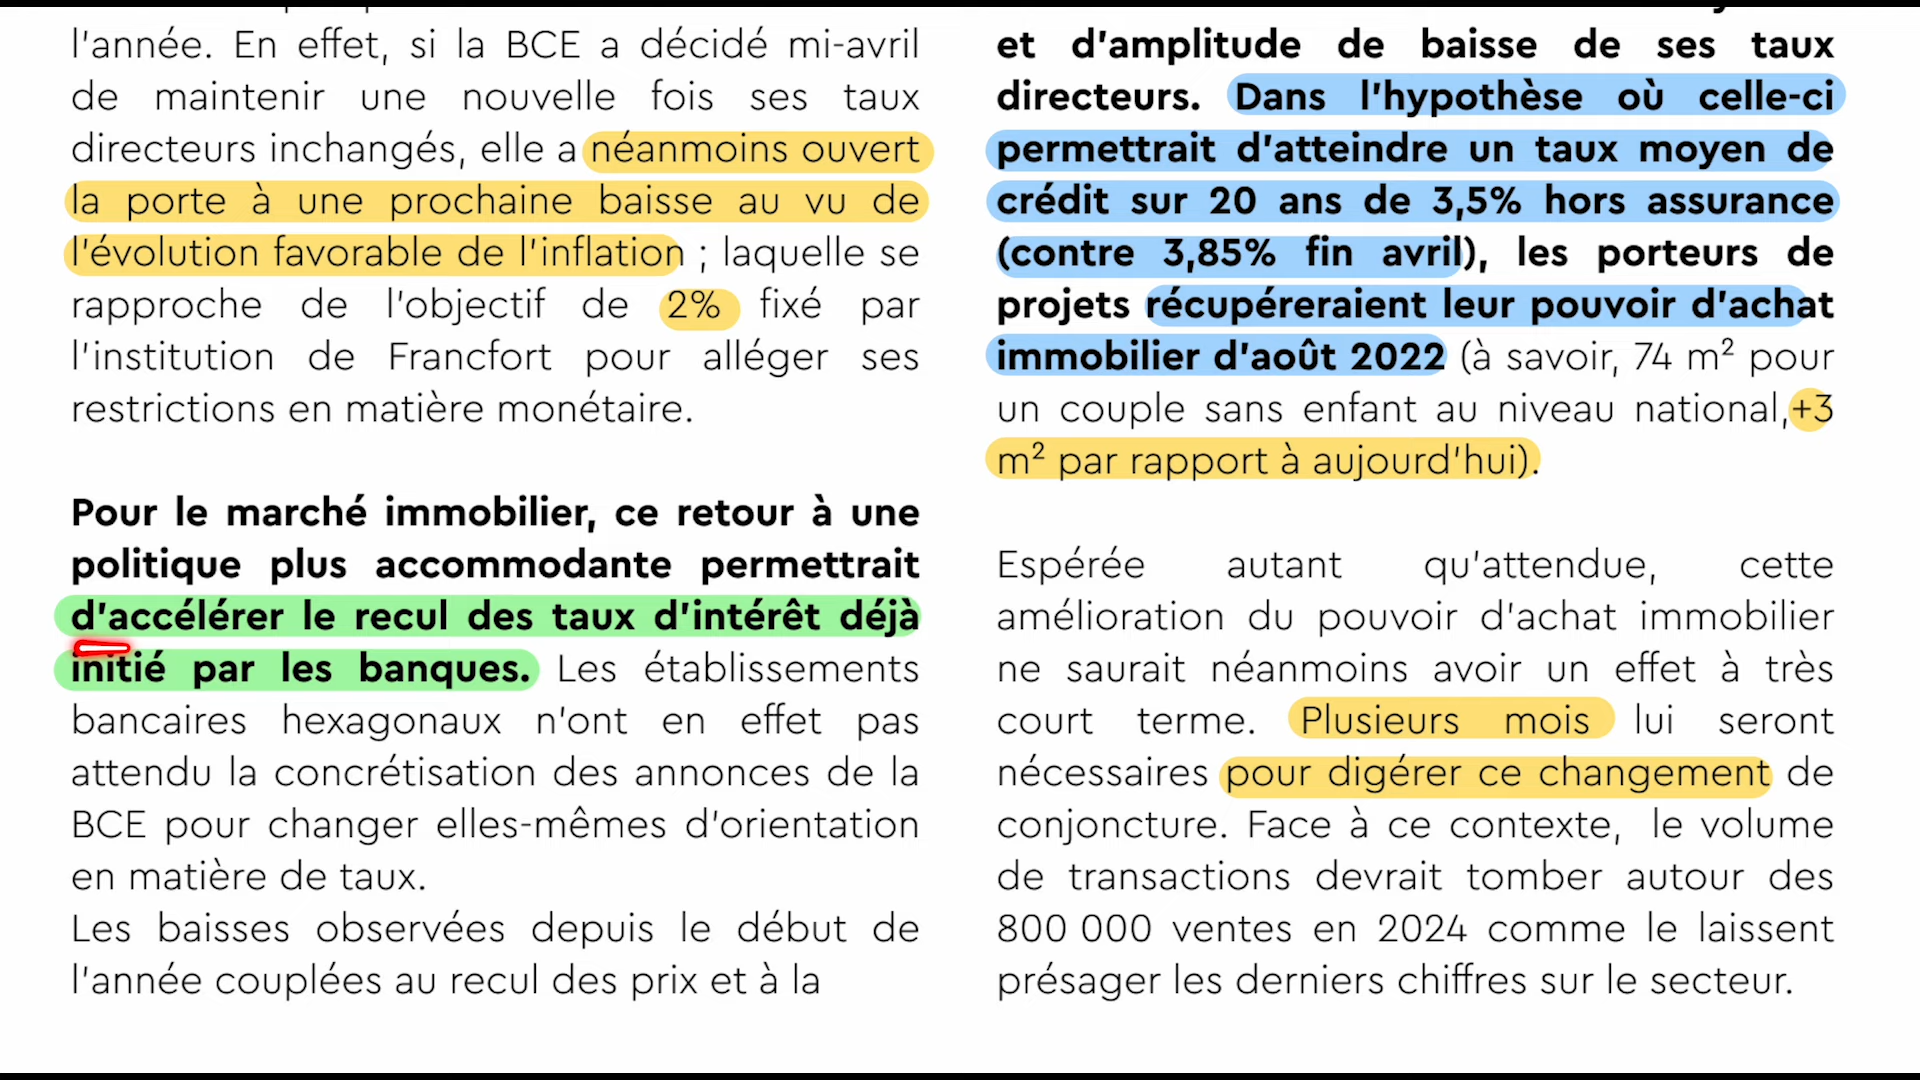 l'année. En effet, si la BCE a décidé mi-avril
de maintenir une nouvelle fois ses taux
directeurs inchangés, elle a néanmoins ouvert
la porte à une prochaine baisse au vu de
l'évolution favorable de l'inflation ; laquelle se
rapproche de l'objectif de 2% fixé par
l'institution de Francfort pour alléger ses
restrictions en matière monétaire.
Pour le marché immobilier, ce retour à une
politique plus accommodante permettrait
d'accélérer le recul des taux d'intérêt déjà
initié par les banques. Les établissements
bancaires hexagonaux n'ont en effet pas
attendu la concrétisation des annonces de la
BCE pour changer elles-mêmes d'orientation
en matière de taux.
Les baisses observées depuis le début de
l'année couplées au recul des prix et à la
et d'amplitude de baisse de ses taux
directeurs. Dans l'hypothèse où celle-ci
permettrait d'atteindre un taux moyen de
crédit sur 20 ans de 3,5% hors assurance
(contre 3,85% fin avril), les porteurs de
projets récupéreraient leur pouvoir d'achat
immobilier d'août 2022 (à savoir, 74 m² pour
un couple sans enfant au niveau national,+3
m² par rapport à aujourd'hui).
Espérée autant qu'attendue, cette
amélioration du pouvoir d'achat immobilier
ne saurait néanmoins avoir un effet à très
court terme. Plusieurs mois lui seront
nécessaires pour digérer ce changement de
conjoncture. Face à ce contexte, le volume
de transactions devrait tomber autour des
800 000 ventes en 2024 comme le laissent
présager les derniers chiffres sur le secteur.